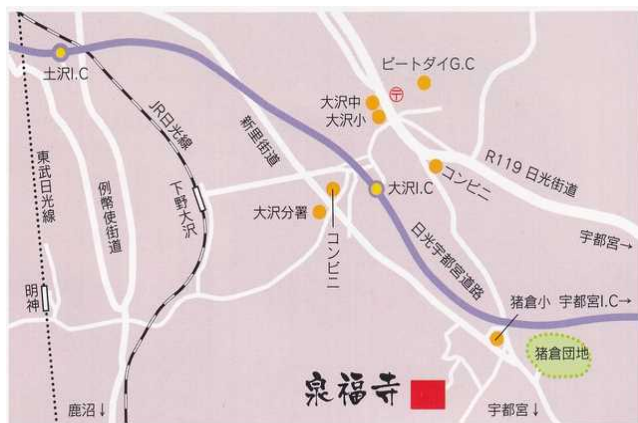 土沢I.C
ビートダイG.C
大沢中
大沢小
〒
JR日光線
新里街道
東武日光線
例幣使街道
下野大沢
大沢I.C
コンビニ
R119 日光街道
大沢分署
コンビニ
日光宇都宮道路
宇都宮→
明神
猪倉小
宇都宮I.C→
猪倉団地
泉福寺
鹿沼↓
宇都宮↓